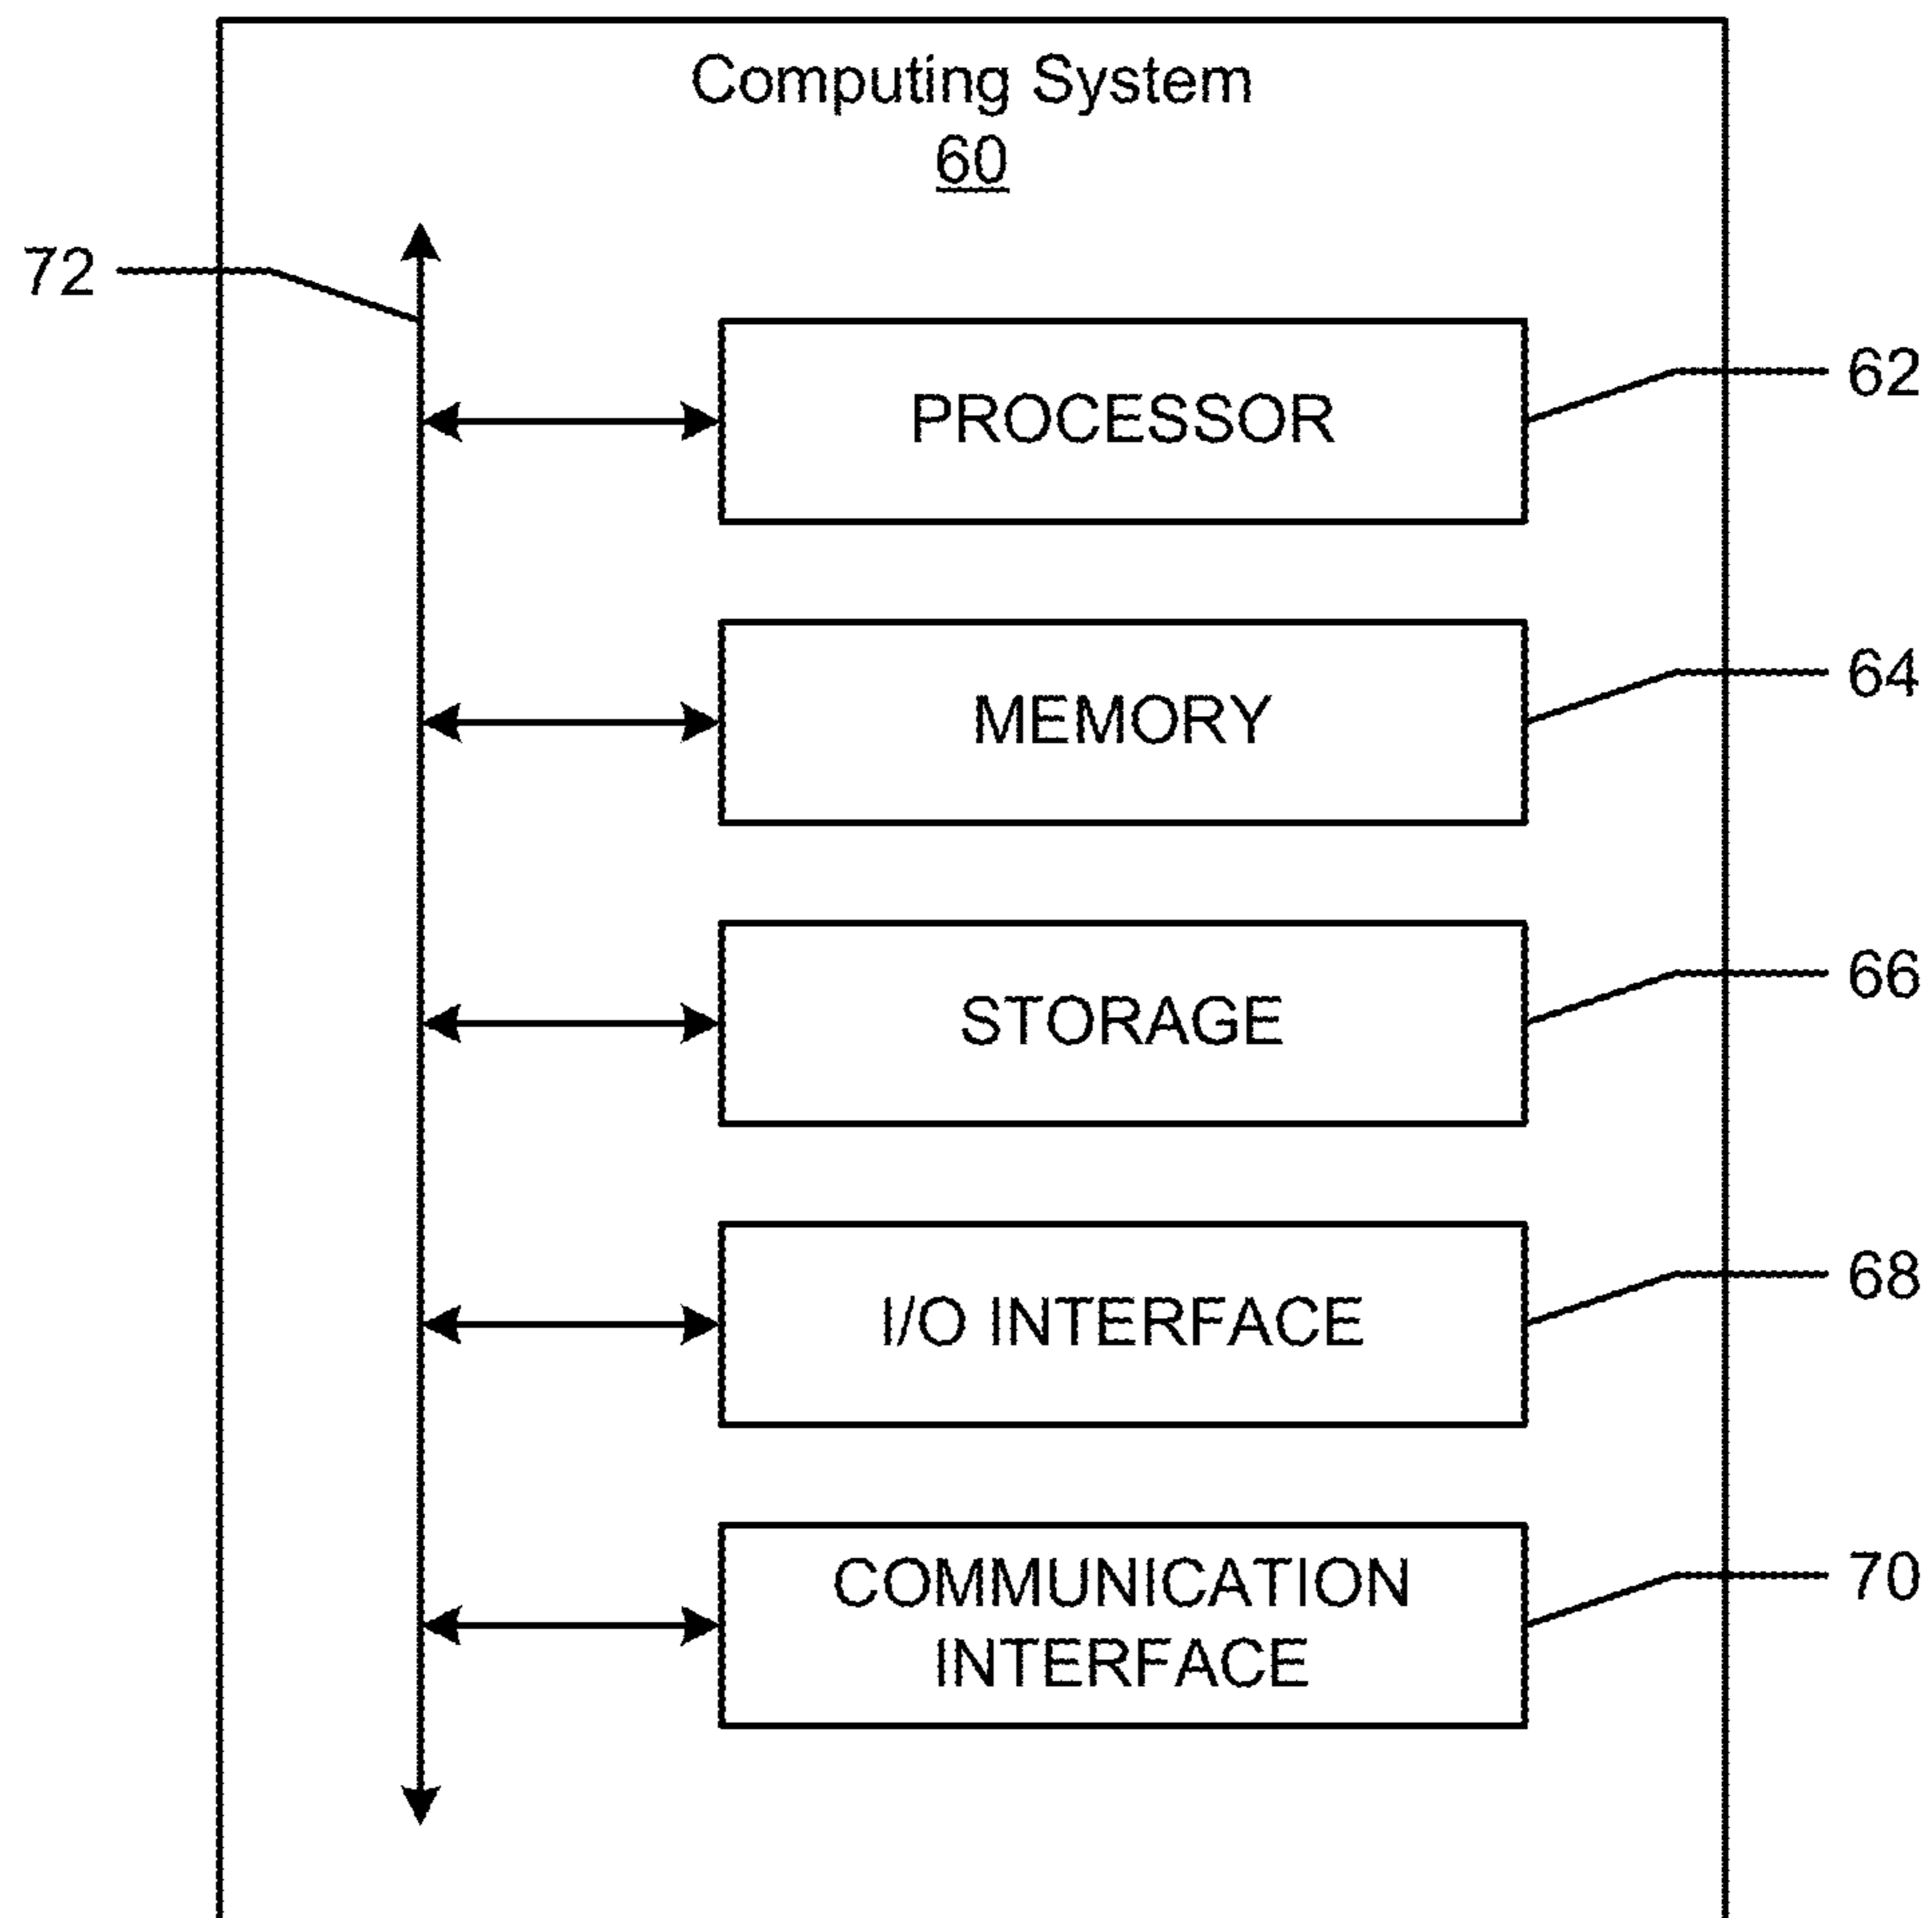 Computing System
60
72
PROCESSOR
62
MEMORY
64
STORAGE
66
I/O INTERFACE
68
COMMUNICATION
INTERFACE
70